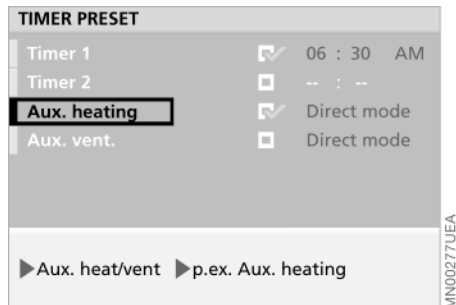 TIMER PRESET
Timer 1 06 : 30 AM
Timer 2 -- : --
Aux. heating Direct mode
Aux. vent. Direct mode
Aux. heat/vent p.ex. Aux. heating
MN00277UEA